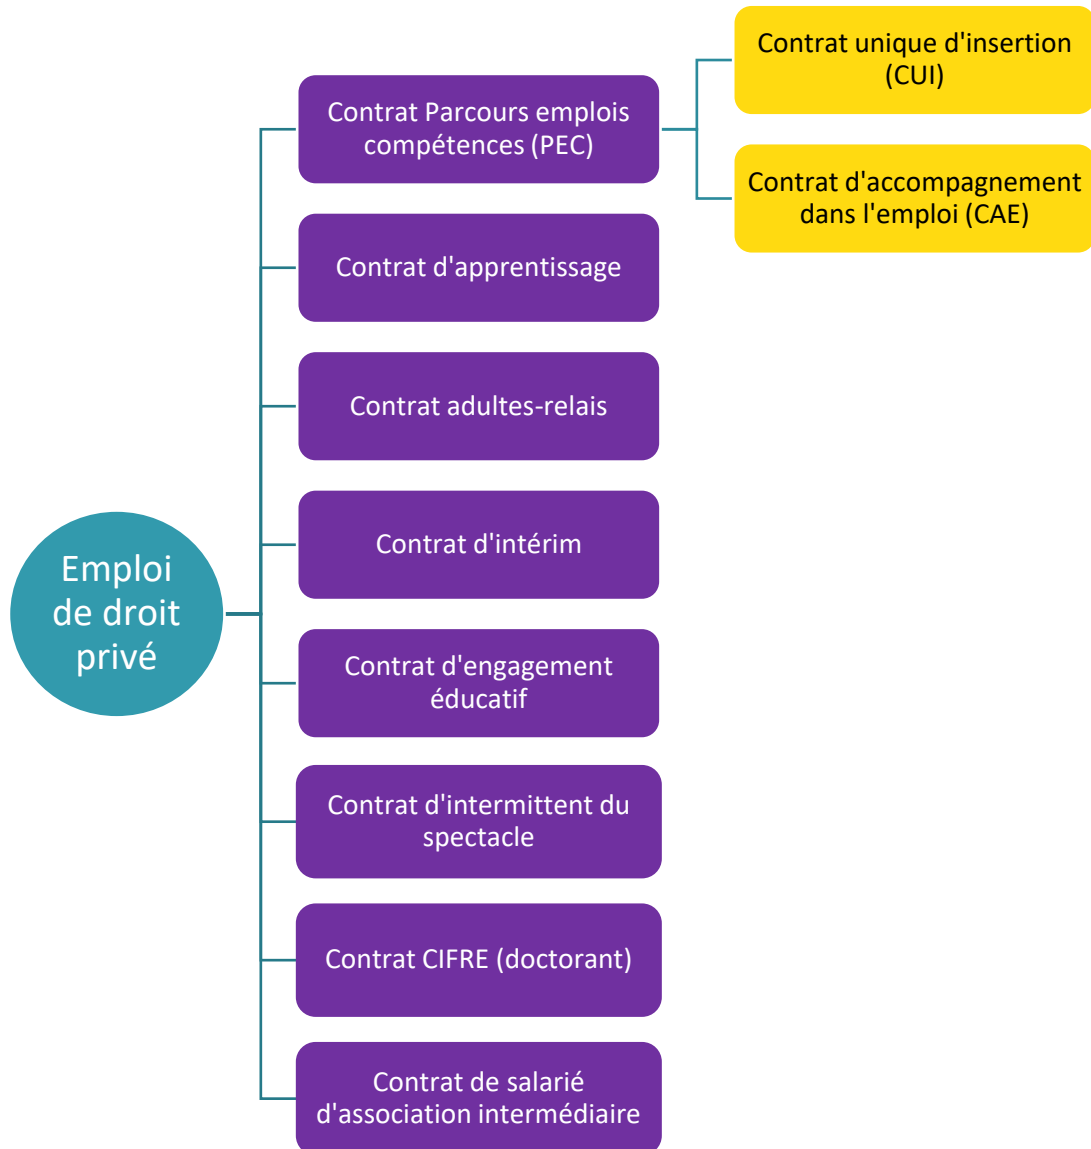 Contrat unique d'insertion
(CUI)
Contrat Parcours emplois
compétences (PEC)
Contrat d'accompagnement
dans l'emploi (CAE)
Contrat d'apprentissage
Contrat adultes-relais
Contrat d'intérim
Emploi
de droit
privé
Contrat d'engagement
éducatif
Contrat d'intermittent du
spectacle
Contrat CIFRE (doctorant)
Contrat de salarié
d'association intermédiaire